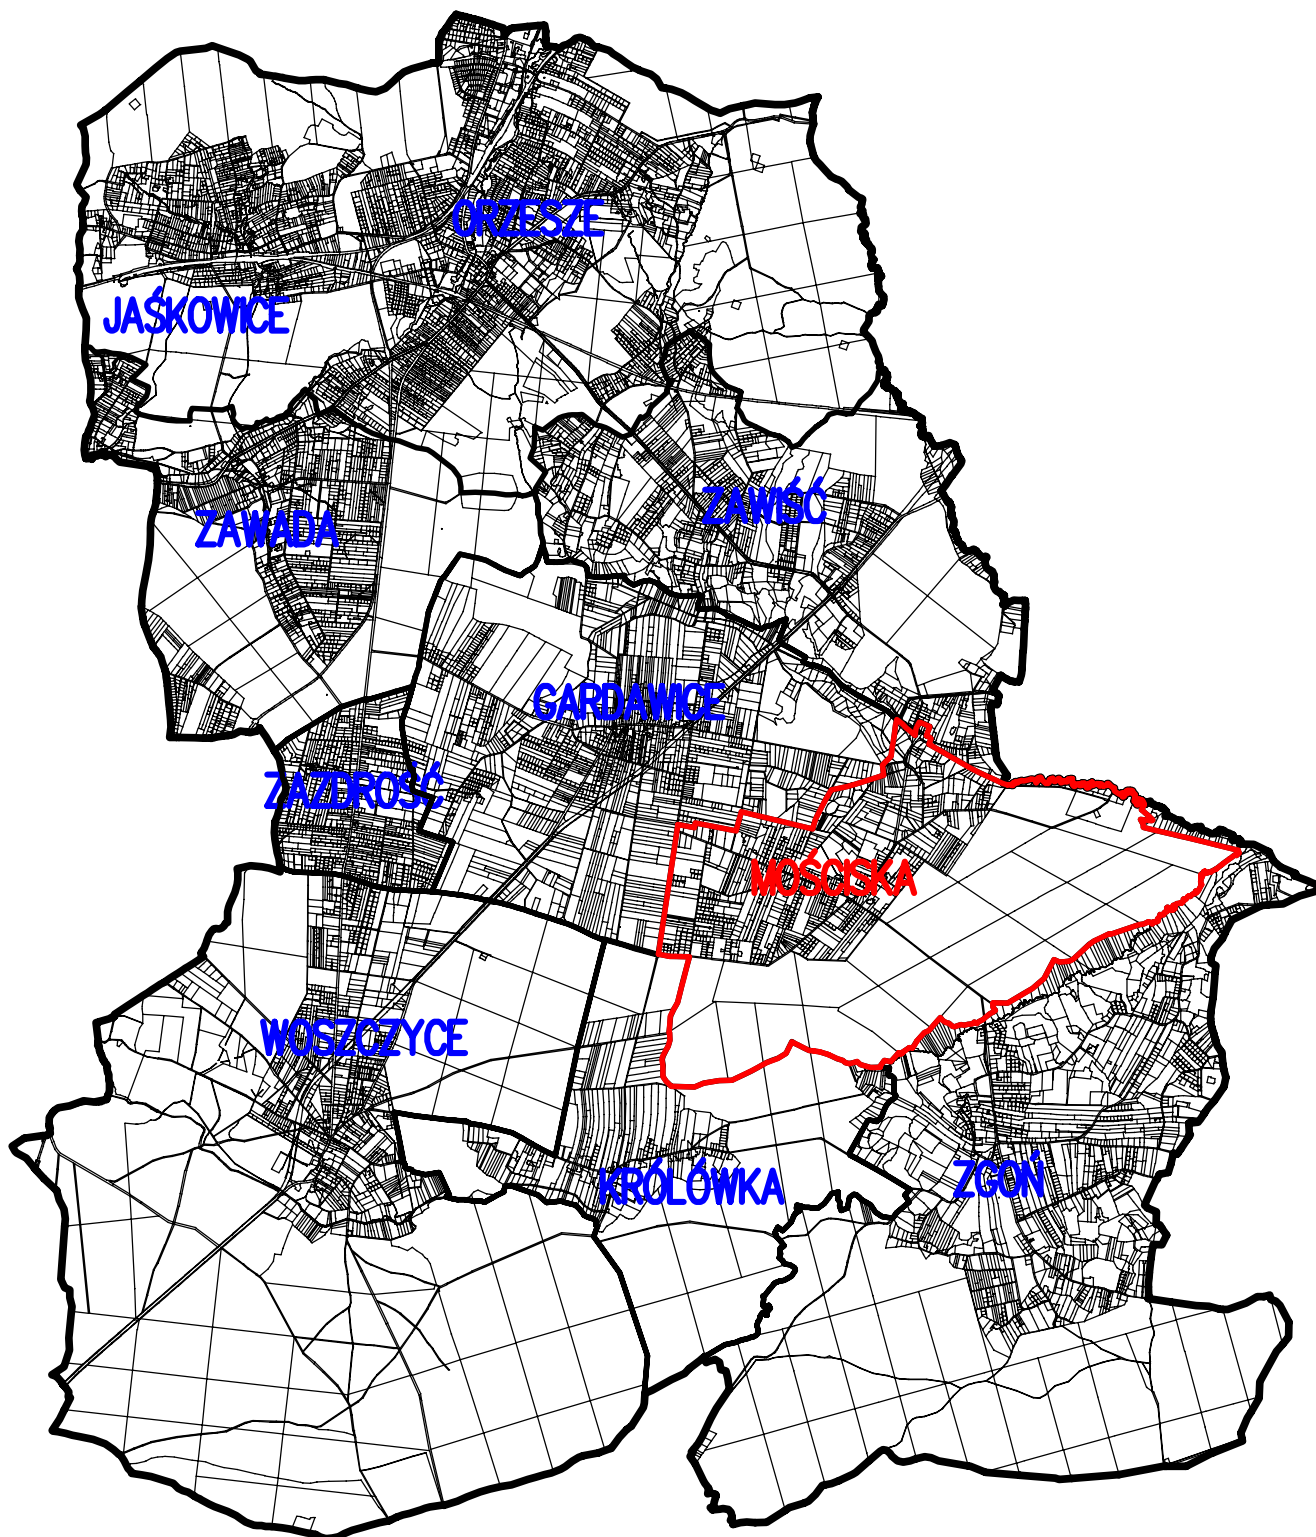 ORZESZE
JAŚKOWICE
ZAWIŚĆ
ZAWADA
GARDAWICE
ZAZDROŚĆ
MOŚCISKA
WOSZCZYCE
ZGOŃ
KRÓLÓWKA